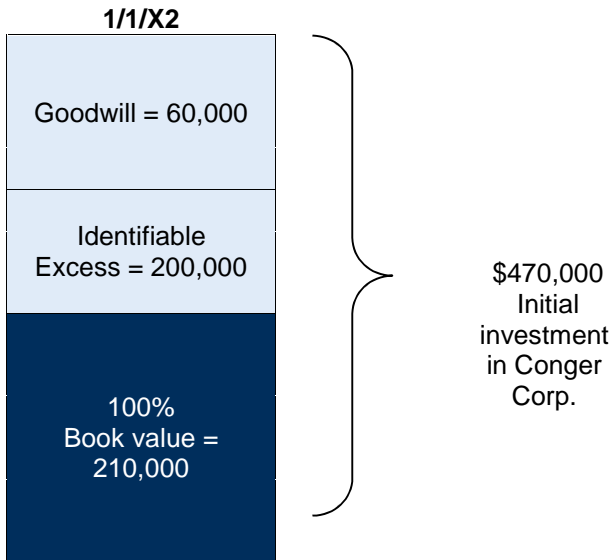 1/1/X2
Goodwill = 60,000
Identifiable
Excess = 200,000
100%
Book value =
210,000
$470,000
Initial
investment
in Conger
Corp.